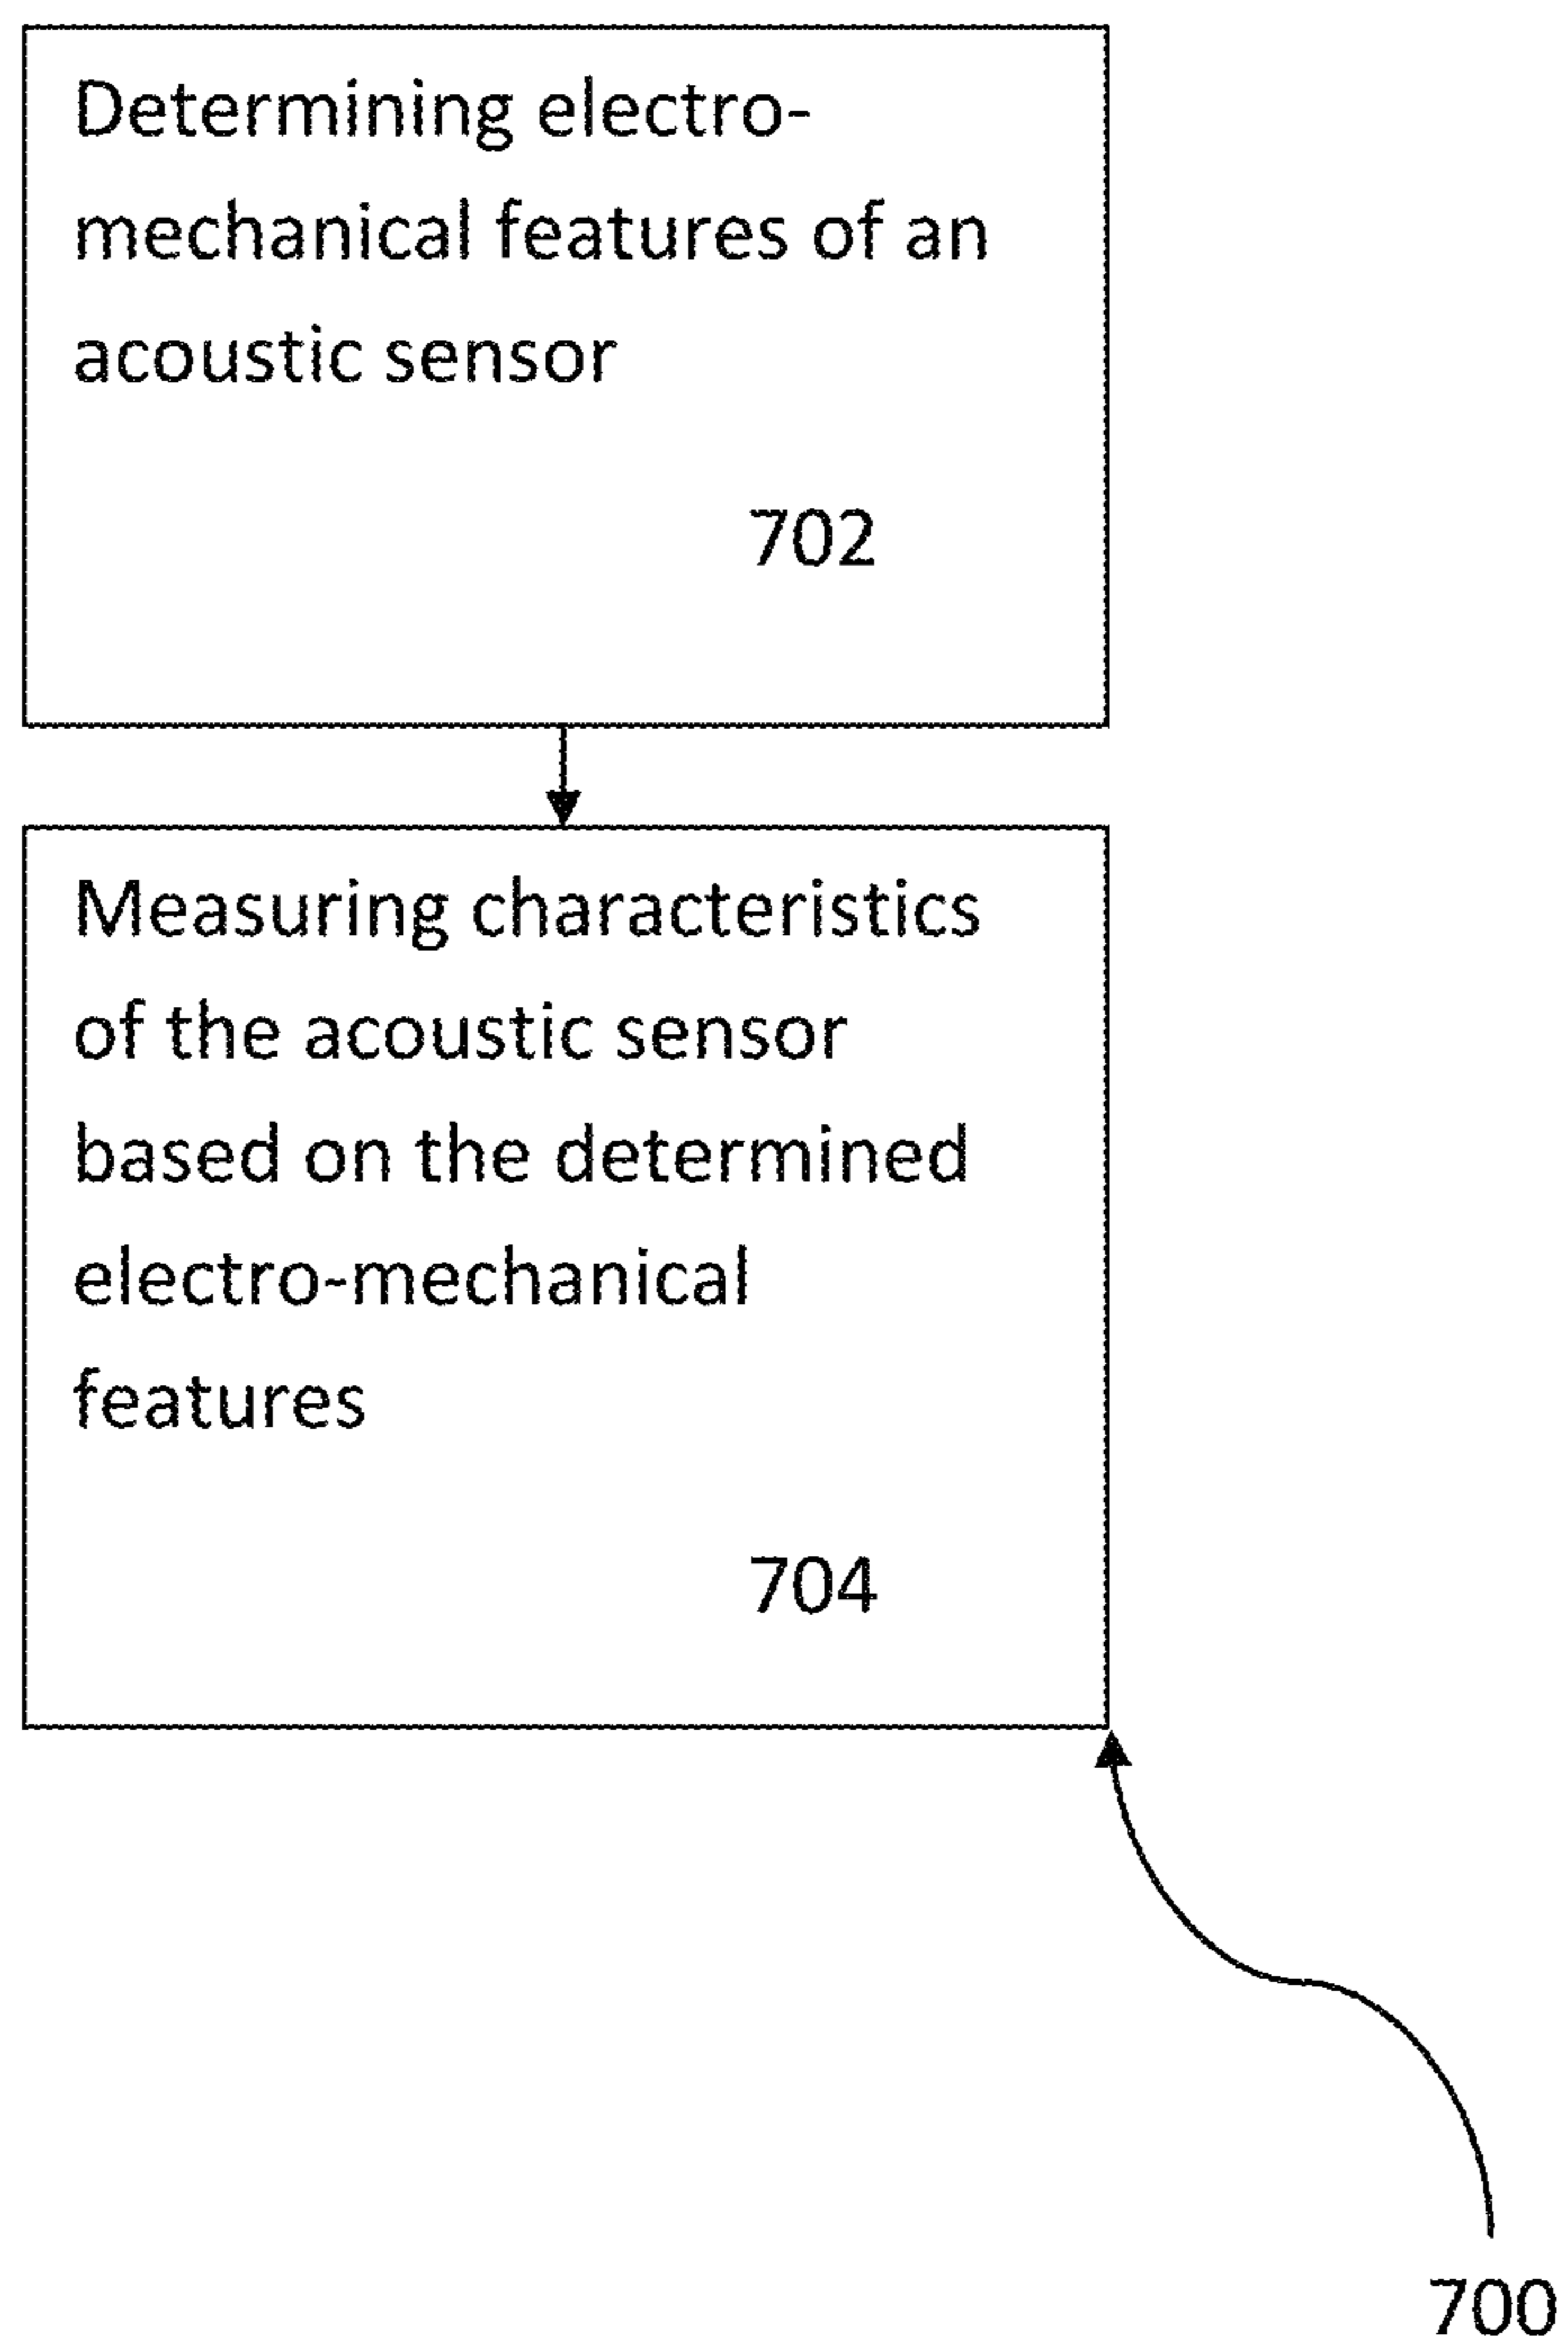 Determining electro-
mechanical features of an
acoustic sensor
702
Measuring characteristics
of the acoustic sensor
based on the determined
electro-mechanical
features
704
700